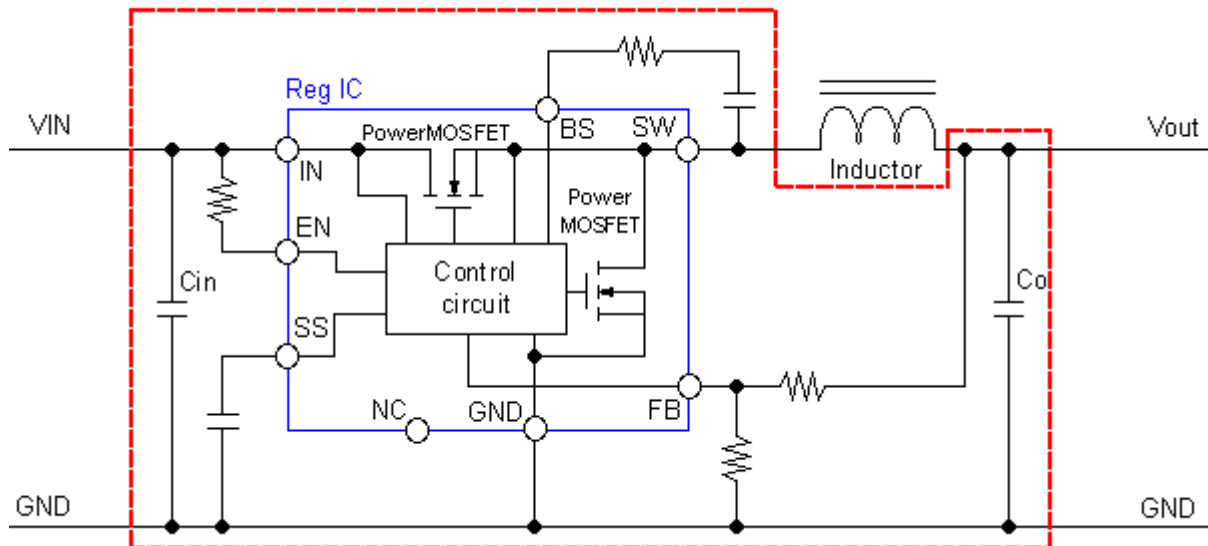 Reg IC
VIN
PowerMOSFET
BS
SW
Vout
IN
Inductor
Power
MOSFET
EN
Control
circuit
Cin
Co
SS
NC
GND
FB
GND
GND